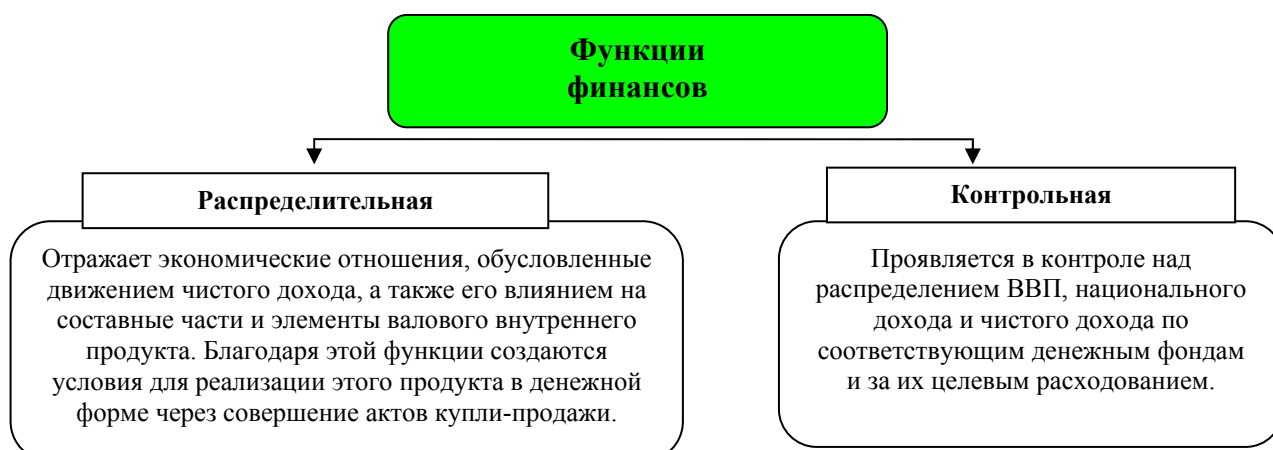 Функции
финансов
Распределительная
Отражает экономические отношения, обусловленные
движением чистого дохода, а также его влиянием на
составные части и элементы валового внутреннего
продукта. Благодаря этой функции создаются
условия для реализации этого продукта в денежной
форме через совершение актов купли-продажи.
Контрольная
Проявляется в контроле над
распределением ВВП, национального
дохода и чистого дохода по
соответствующим денежным фондам
и за их целевым расходованием.